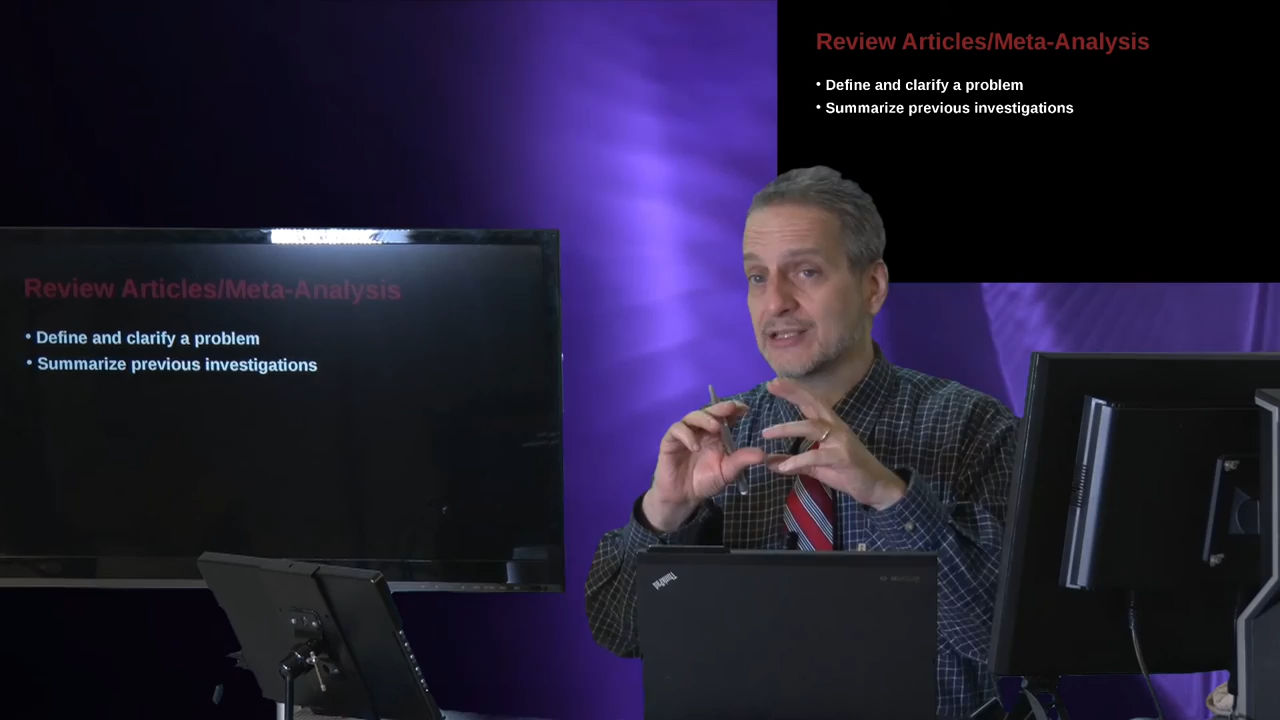 Review Articles/Meta-Analysis
• Define and clarify a problem
• Summarize previous investigations
Review Articles/Meta-Analysis
• Define and clarify a problem
• Summarize previous investigations
ThinkPad